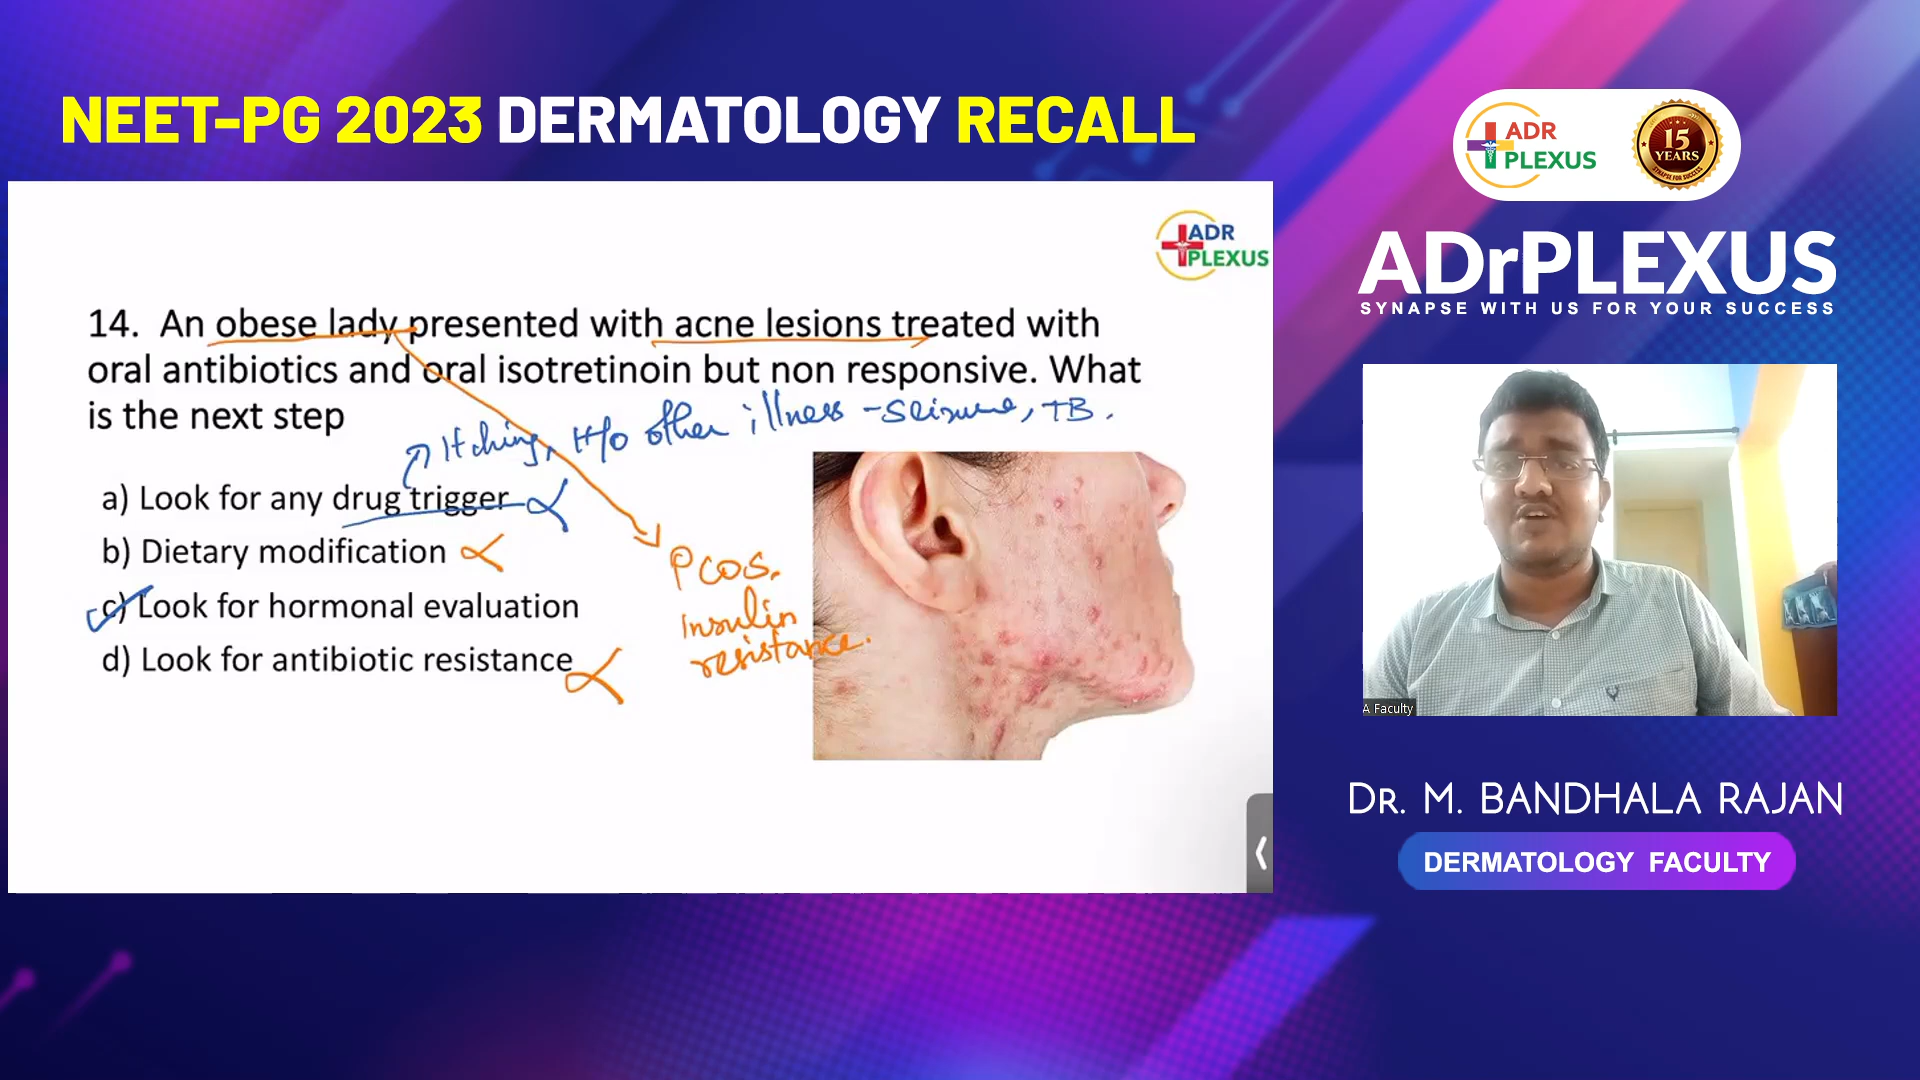 NEET-PG 2023 DERMATOLOGY RECALL
ADR
PLEXUS
15
YEARS
SYNAPSE FOR SUCCESS
ADrPLEXUS
SYNAPSE WITH US FOR YOUR SUCCESS
ADR
PLEXUS
14. An obese lady presented with acne lesions treated with
oral antibiotics and oral isotretinoin but non responsive. What
is the next step
Itching, H/o other illness - Seizure, TB.
a) Look for any drug trigger
b) Dietary modification
c) Look for hormonal evaluation
d) Look for antibiotic resistance
PCOS.
insulin
resistance.
A Faculty
DR. M. BANDHALA RAJAN
DERMATOLOGY FACULTY